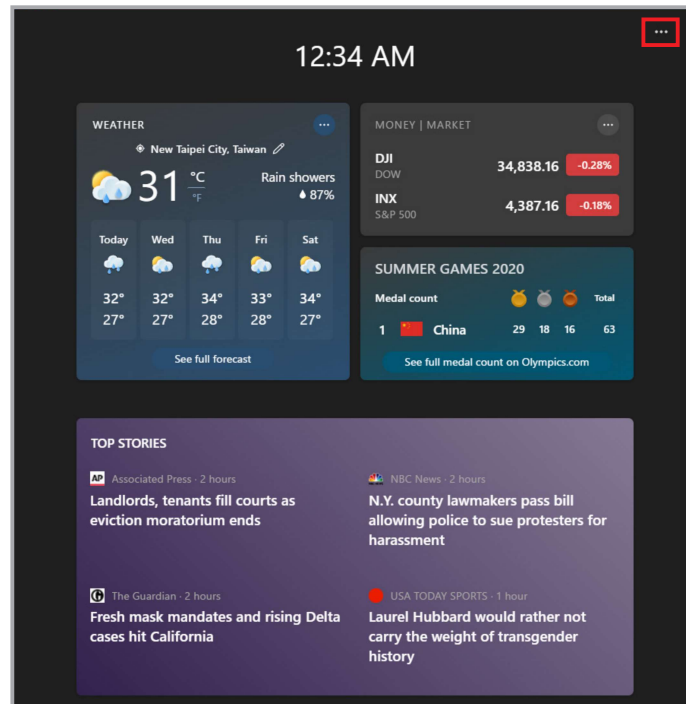 12:34 AM
WEATHER
New Taipei City, Taiwan
31 °C
°F
Rain showers
87%
Today Wed Thu Fri Sat
32° 32° 34° 33° 34°
27° 27° 28° 28° 27°
See full forecast
MONEY | MARKET
DJI
DOW
34,838.16 -0.28%
INX
S&P 500
4,387.16 -0.18%
SUMMER GAMES 2020
Medal count Total
1 China 29 18 16 63
See full medal count on Olympics.com
TOP STORIES
AP Associated Press · 2 hours
Landlords, tenants fill courts as
eviction moratorium ends
NBC News · 2 hours
N.Y. county lawmakers pass bill
allowing police to sue protesters for
harassment
The Guardian · 2 hours
Fresh mask mandates and rising Delta
cases hit California
USA TODAY SPORTS · 1 hour
Laurel Hubbard would rather not
carry the weight of transgender
history